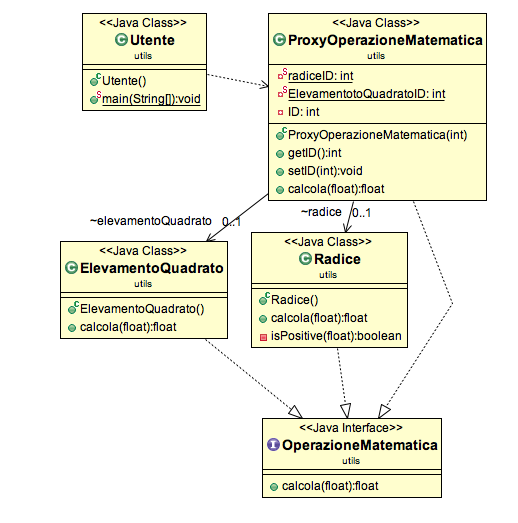 <<Java Class>>
Utente
utils
Utente()
main(String[]):void
<<Java Class>>
ProxyOperazioneMatematica
utils
radiceID: int
ElevamentotoQuadratoID: int
ID: int
ProxyOperazioneMatematica(int)
getID():int
setID(int):void
calcola(float):float
~elevamentoQuadrato
0..1
~radice
0..1
<<Java Class>>
ElevamentoQuadrato
utils
ElevamentoQuadrato()
calcola(float):float
<<Java Class>>
Radice
utils
Radice()
calcola(float):float
isPositive(float):boolean
<<Java Interface>>
OperazioneMatematica
utils
calcola(float):float